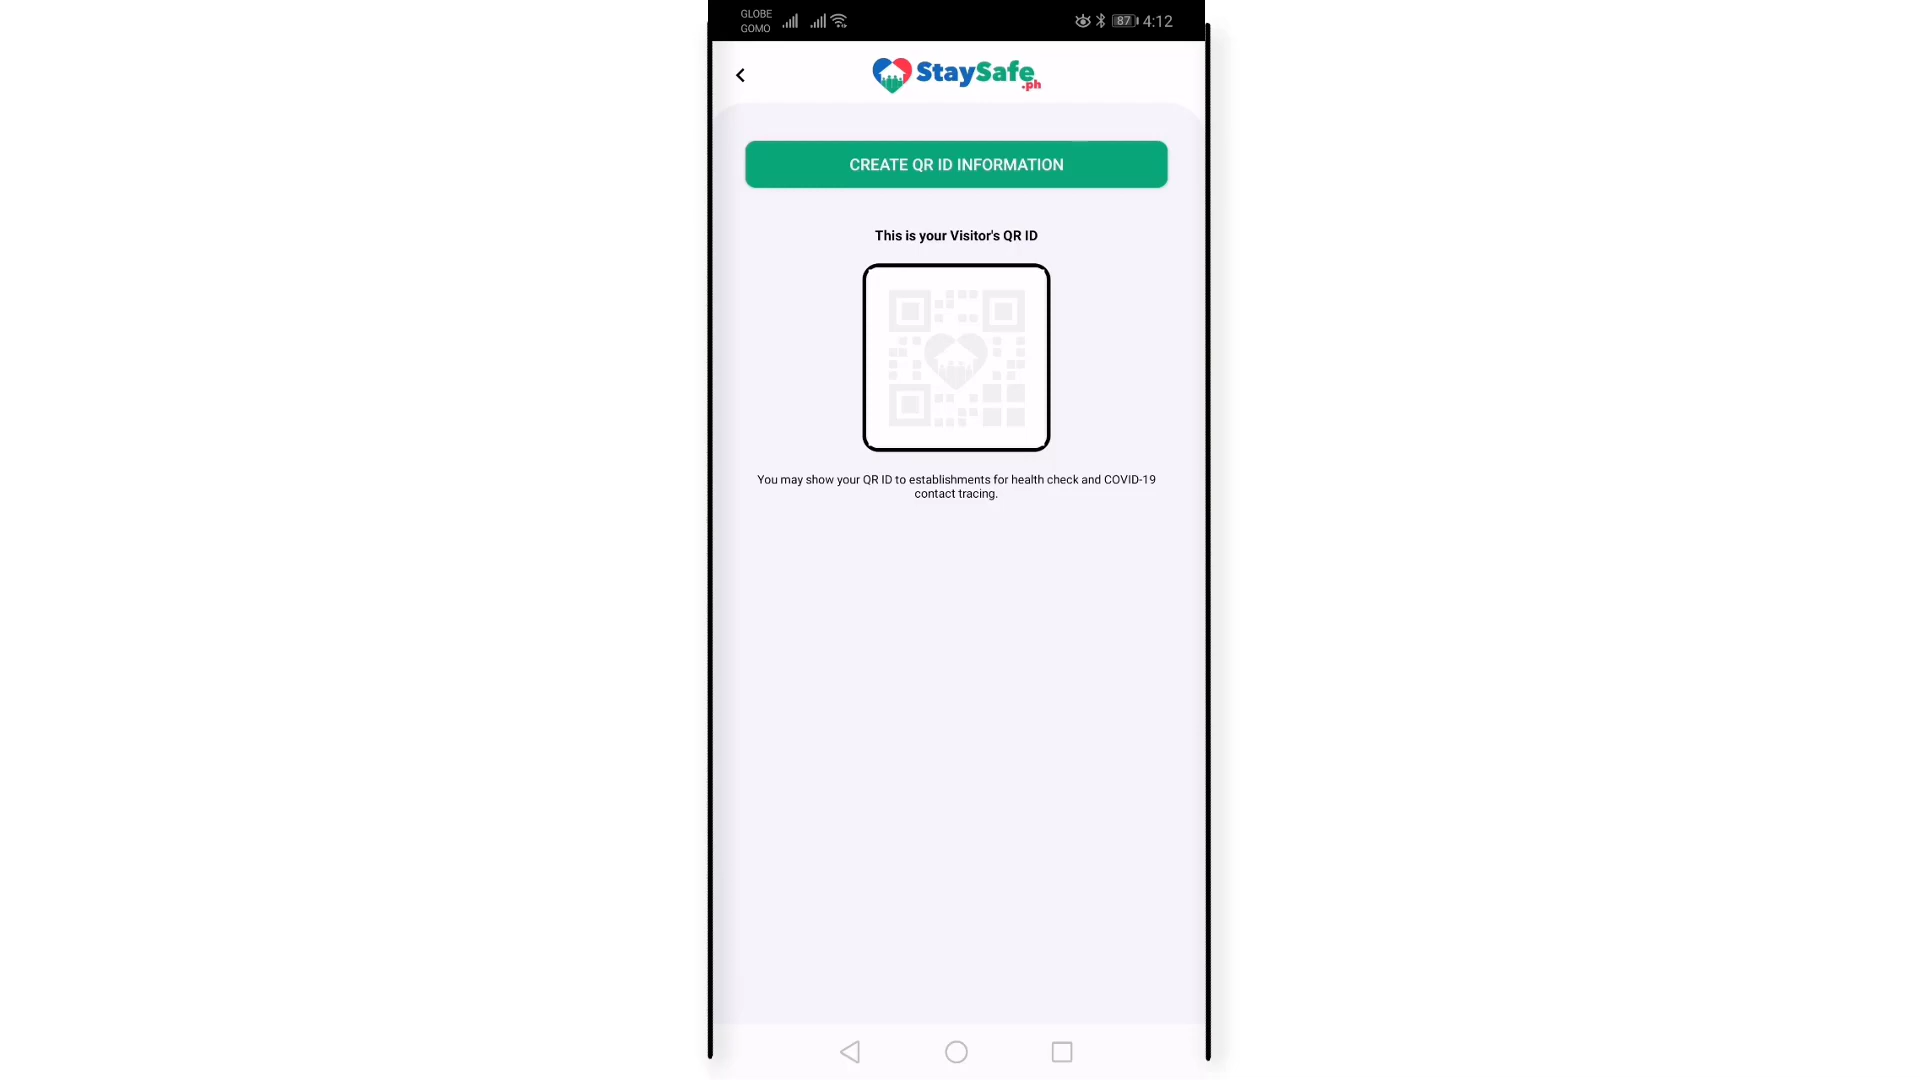 GLOBE
GOMO
87 4:12
StaySafe
.ph
CREATE QR ID INFORMATION
This is your Visitor's QR ID
You may show your QR ID to establishments for health check and COVID-19
contact tracing.